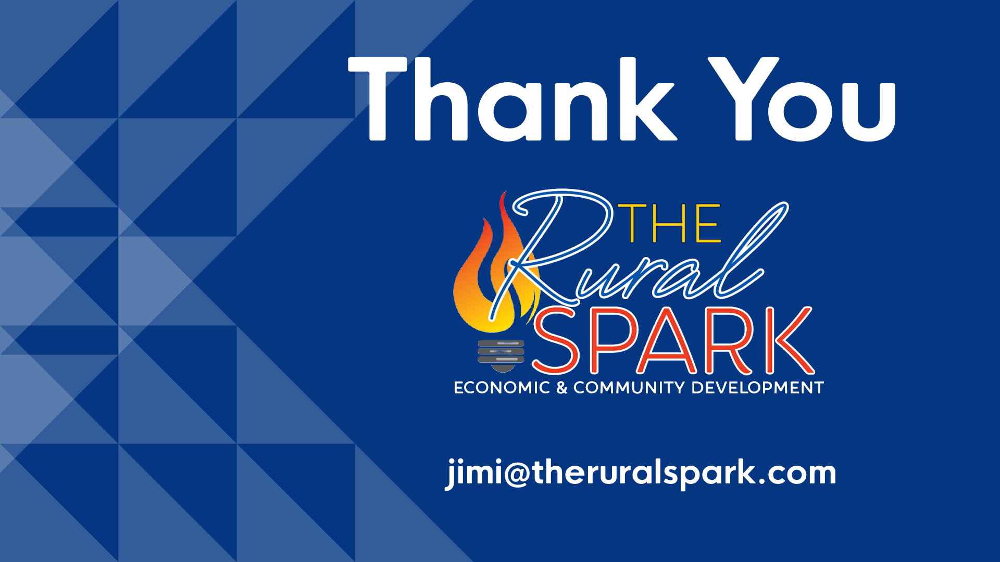 Thank You
THE
Rural
SPARK
ECONOMIC & COMMUNITY DEVELOPMENT
jimi@theruralspark.com